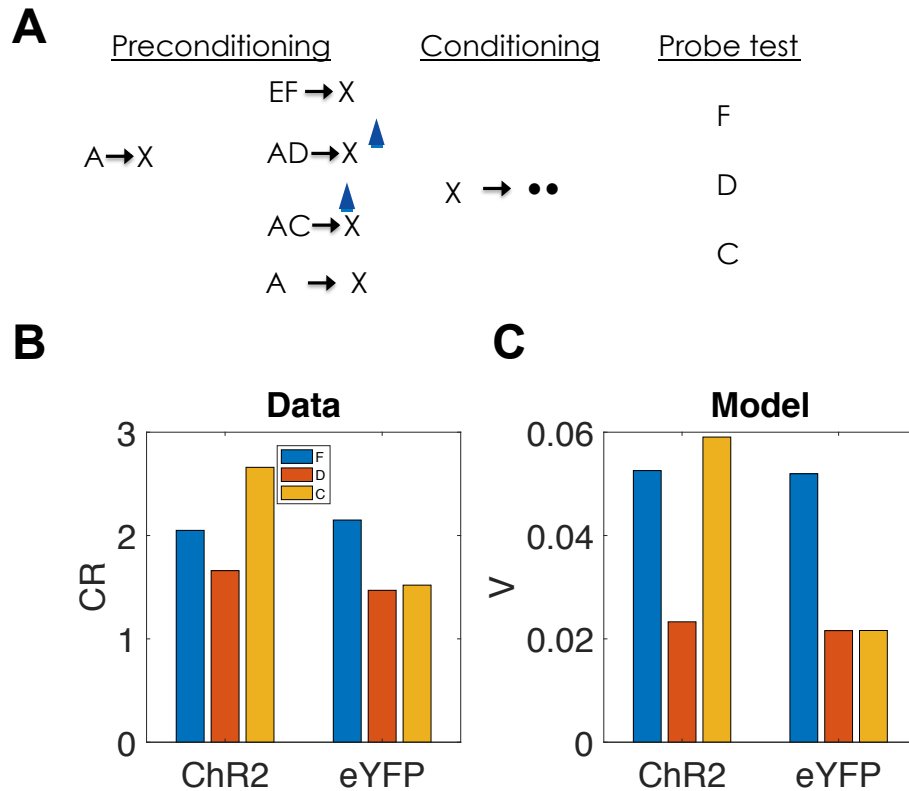 A
Preconditioning
Conditioning
Probe test
A → X
EF → X
AD → X
AC → X
A → X
X → ●●
F
D
C
B
Data
CR
3
2
1
0
F
D
C
ChR2
eYFP
C
Model
V
0.06
0.04
0.02
0
ChR2
eYFP